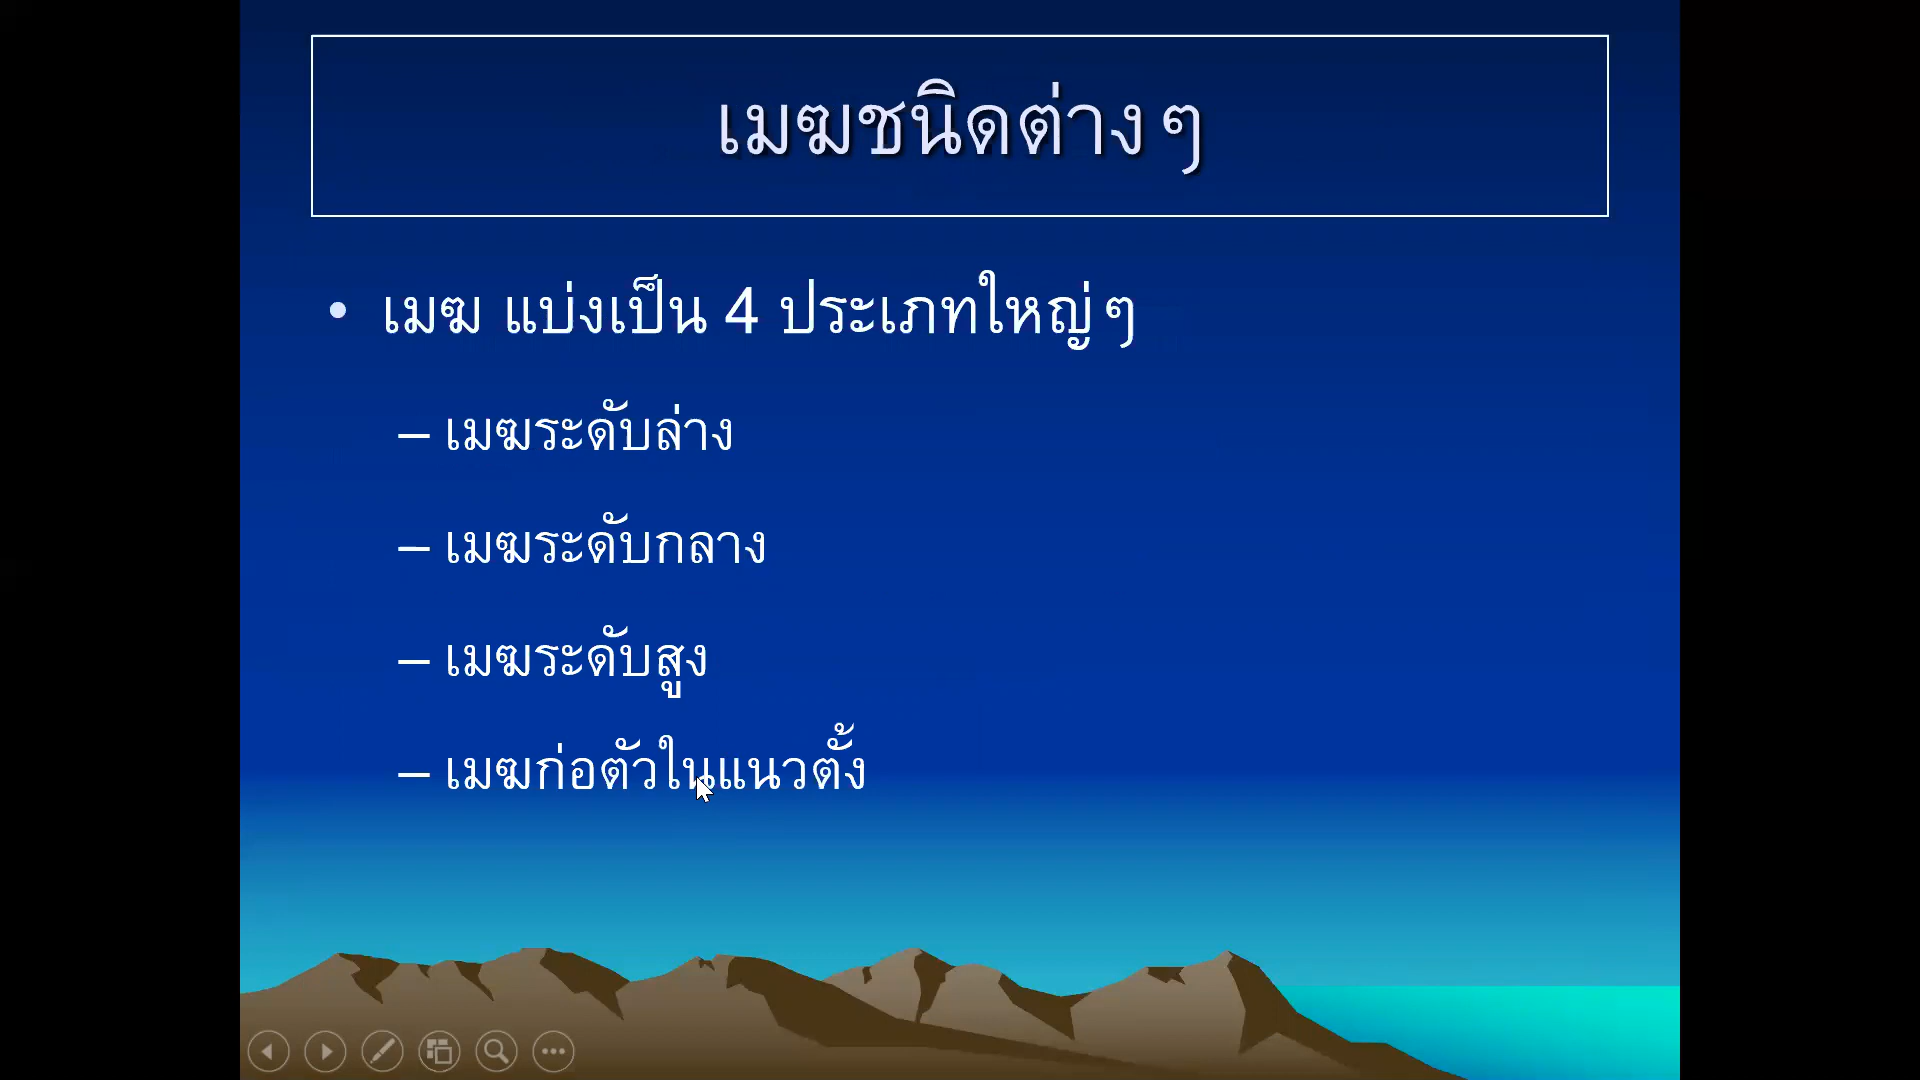 เมฆชนิดต่างๆ
• เมฆ แบ่งเป็น 4 ประเภทใหญ่ๆ
– เมฆระดับล่าง
– เมฆระดับกลาง
– เมฆระดับสูง
– เมฆก่อตัวในแนวตั้ง